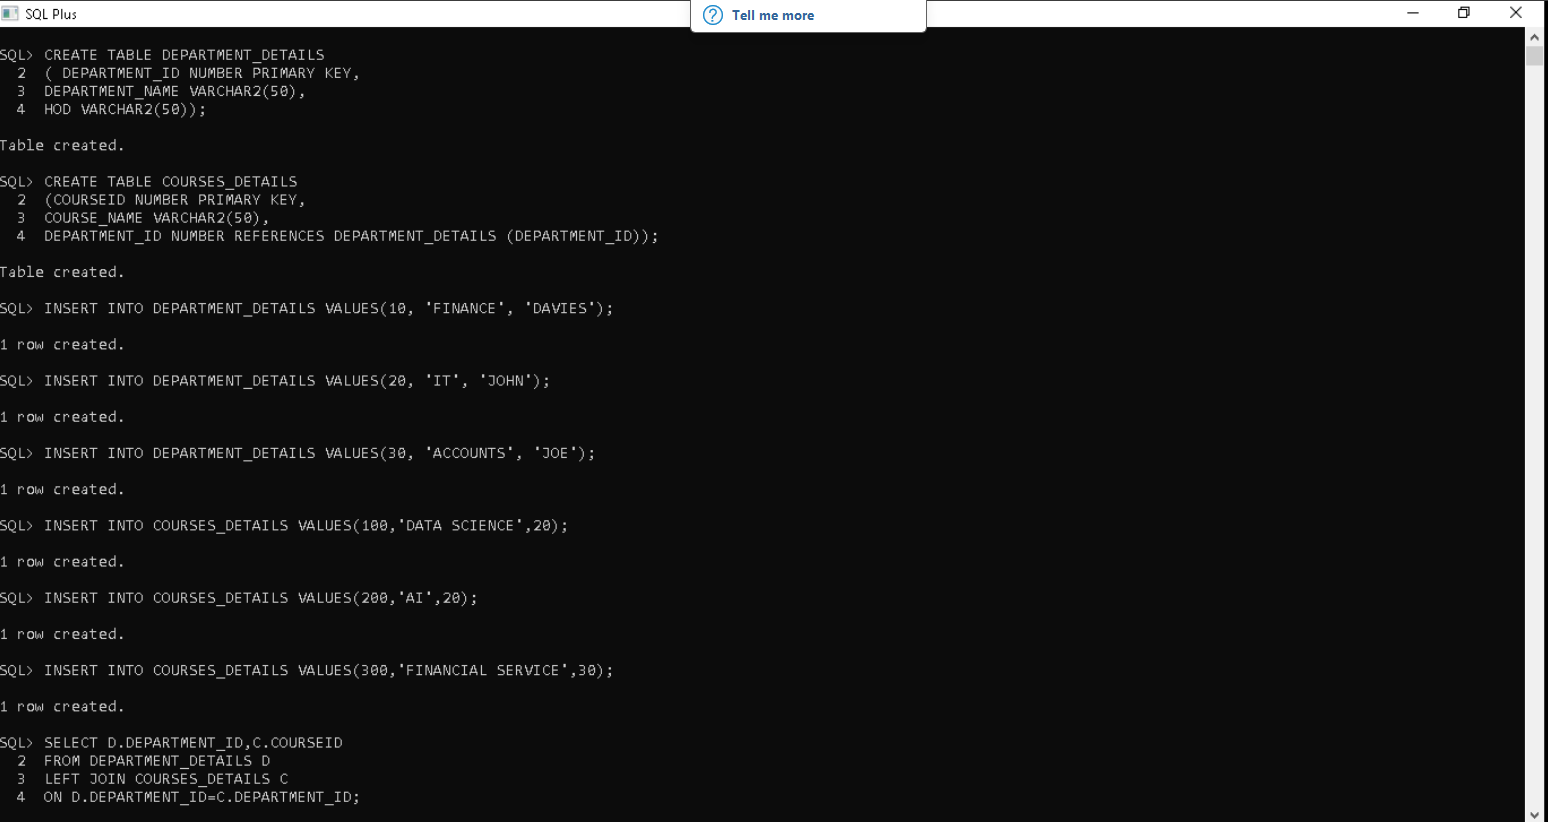 SQL Plus
Tell me more
SQL> CREATE TABLE DEPARTMENT_DETAILS
2 ( DEPARTMENT_ID NUMBER PRIMARY KEY,
3 DEPARTMENT_NAME VARCHAR2(50),
4 HOD VARCHAR2(50));
Table created.
SQL> CREATE TABLE COURSES_DETAILS
2 (COURSEID NUMBER PRIMARY KEY,
3 COURSE_NAME VARCHAR2(50),
4 DEPARTMENT_ID NUMBER REFERENCES DEPARTMENT_DETAILS (DEPARTMENT_ID));
Table created.
SQL> INSERT INTO DEPARTMENT_DETAILS VALUES(10, 'FINANCE', 'DAVIES');
1 row created.
SQL> INSERT INTO DEPARTMENT_DETAILS VALUES(20, 'IT', 'JOHN');
1 row created.
SQL> INSERT INTO DEPARTMENT_DETAILS VALUES(30, 'ACCOUNTS', 'JOE');
1 row created.
SQL> INSERT INTO COURSES_DETAILS VALUES(100,'DATA SCIENCE',20);
1 row created.
SQL> INSERT INTO COURSES_DETAILS VALUES(200,'AI',20);
1 row created.
SQL> INSERT INTO COURSES_DETAILS VALUES(300,'FINANCIAL SERVICE',30);
1 row created.
SQL> SELECT D.DEPARTMENT_ID,C.COURSEID
2 FROM DEPARTMENT_DETAILS D
3 LEFT JOIN COURSES_DETAILS C
4 ON D.DEPARTMENT_ID=C.DEPARTMENT_ID;